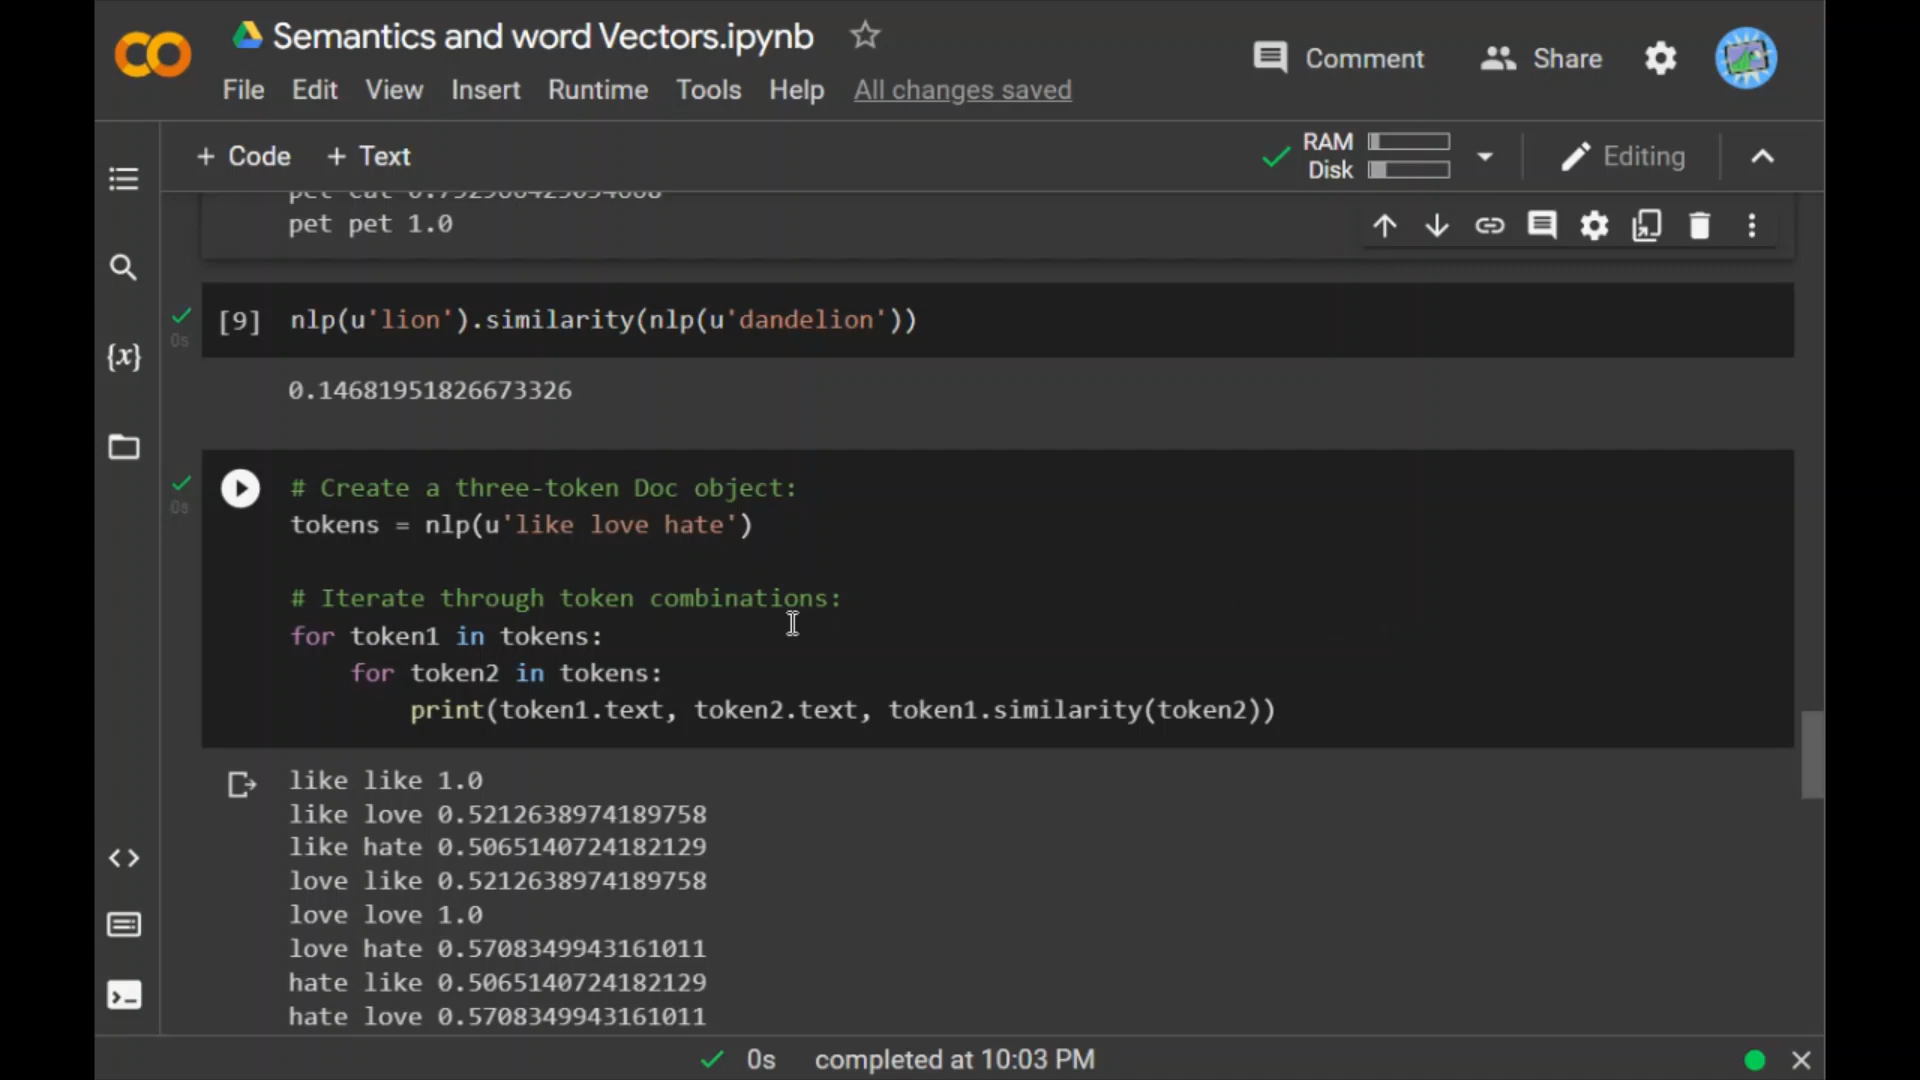 Semantics and word Vectors.ipynb
Comment
Share
File Edit View Insert Runtime Tools Help All changes saved
+ Code + Text
RAM
Disk
Editing
pet pet 1.0
[9] nlp(u'lion').similarity(nlp(u'dandelion'))
0s
0.14681951826673326
# Create a three-token Doc object:
0s
tokens = nlp(u'like love hate')
# Iterate through token combinations:
for token1 in tokens:
for token2 in tokens:
print(token1.text, token2.text, token1.similarity(token2))
like like 1.0
like love 0.5212638974189758
like hate 0.5065140724182129
love like 0.5212638974189758
love love 1.0
love hate 0.5708349943161011
hate like 0.5065140724182129
hate love 0.5708349943161011
0s completed at 10:03 PM